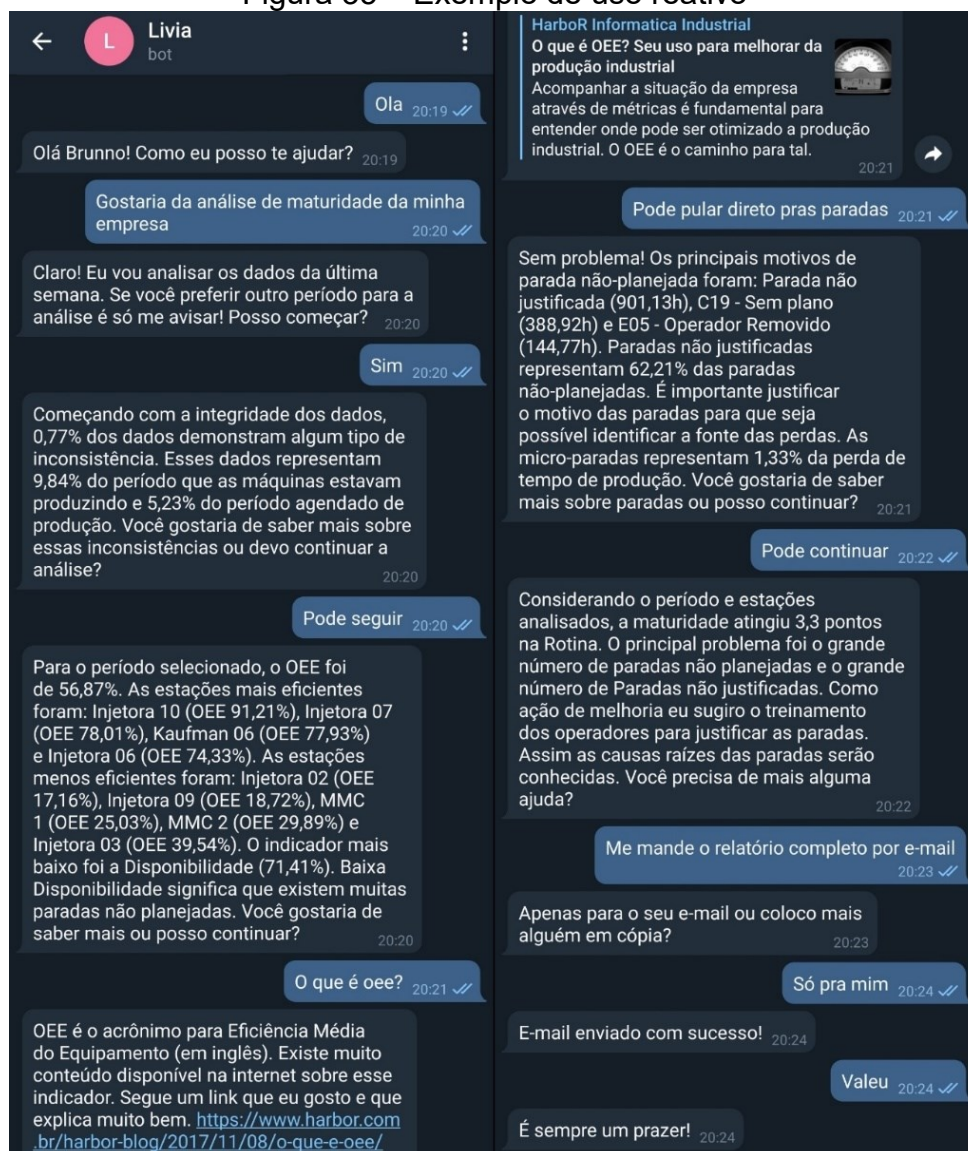 Figura 35 – Exemplo de uso reativo
L
Livia
bot
Ola 20:19
Olá Brunno! Como eu posso te ajudar? 20:19
Gostaria da análise de maturidade da minha
empresa 20:20
Claro! Eu vou analisar os dados da última
semana. Se você preferir outro período para a
análise é só me avisar! Posso começar? 20:20
Sim 20:20
Começando com a integridade dos dados,
0,77% dos dados demonstram algum tipo de
inconsistência. Esses dados representam
9,84% do período que as máquinas estavam
produzindo e 5,23% do período agendado de
produção. Você gostaria de saber mais sobre
essas inconsistências ou devo continuar a
análise? 20:20
Pode seguir 20:20
Para o período selecionado, o OEE foi
de 56,87%. As estações mais eficientes
foram: Injetora 10 (OEE 91,21%), Injetora 07
(OEE 78,01%), Kaufman 06 (OEE 77,93%)
e Injetora 06 (OEE 74,33%). As estações
menos eficientes foram: Injetora 02 (OEE
17,16%), Injetora 09 (OEE 18,72%), MMC
1 (OEE 25,03%), MMC 2 (OEE 29,89%) e
Injetora 03 (OEE 39,54%). O indicador mais
baixo foi a Disponibilidade (71,41%). Baixa
Disponibilidade significa que existem muitas
paradas não planejadas. Você gostaria de
saber mais ou posso continuar? 20:20
O que é oee? 20:21
OEE é o acrônimo para Eficiência Média
do Equipamento (em inglês). Existe muito
conteúdo disponível na internet sobre esse
indicador. Segue um link que eu gosto e que
explica muito bem. https://www.harbor.com
.br/harbor-blog/2017/11/08/o-que-e-oee/
HarboR Informatica Industrial
O que é OEE? Seu uso para melhorar da
produção industrial
Acompanhar a situação da empresa
através de métricas é fundamental para
entender onde pode ser otimizado a produção
industrial. O OEE é o caminho para tal.
20:21
Pode pular direto pras paradas 20:21
Sem problema! Os principais motivos de
parada não-planejada foram: Parada não
justificada (901,13h), C19 - Sem plano
(388,92h) e E05 - Operador Removido
(144,77h). Paradas não justificadas
representam 62,21% das paradas
não-planejadas. É importante justificar
o motivo das paradas para que seja
possível identificar a fonte das perdas. As
micro-paradas representam 1,33% da perda de
tempo de produção. Você gostaria de saber
mais sobre paradas ou posso continuar? 20:21
Pode continuar 20:22
Considerando o período e estações
analisados, a maturidade atingiu 3,3 pontos
na Rotina. O principal problema foi o grande
número de paradas não planejadas e o grande
número de Paradas não justificadas. Como
ação de melhoria eu sugiro o treinamento
dos operadores para justificar as paradas.
Assim as causas raízes das paradas serão
conhecidas. Você precisa de mais alguma
ajuda? 20:22
Me mande o relatório completo por e-mail
20:23
Apenas para o seu e-mail ou coloco mais
alguém em cópia? 20:23
Só pra mim 20:24
E-mail enviado com sucesso! 20:24
Valeu 20:24
É sempre um prazer! 20:24